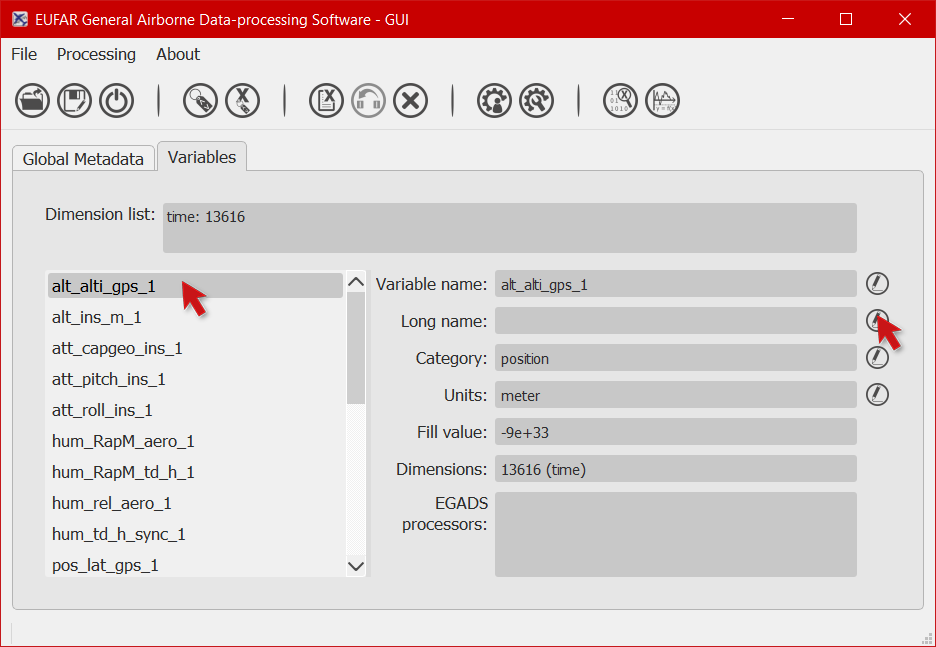 EUFAR General Airborne Data-processing Software - GUI
File Processing About
Global Metadata Variables
Dimension list: time: 13616
alt_alti_gps_1
alt_ins_m_1
att_capgeo_ins_1
att_pitch_ins_1
att_roll_ins_1
hum_RapM_aero_1
hum_RapM_td_h_1
hum_rel_aero_1
hum_td_h_sync_1
pos_lat_gps_1
Variable name: alt_alti_gps_1
Long name:
Category: position
Units: meter
Fill value: -9e+33
Dimensions: 13616 (time)
EGADS
processors: